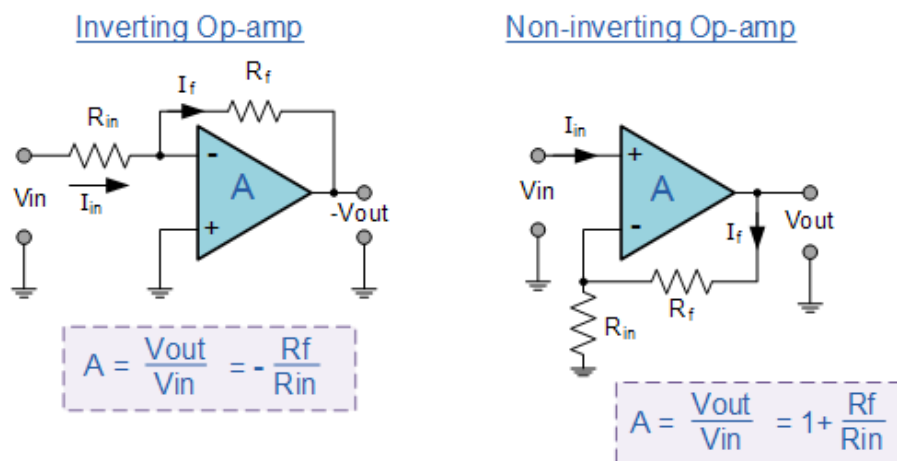 Inverting Op-amp
Non-inverting Op-amp
If
Rf
Rin
-
A
+
Vin
Iin
-Vout
A = Vout/Vin = - Rf/Rin
Iin
+
A
-
Vin
If
Vout
Rf
Rin
A = Vout/Vin = 1+ Rf/Rin